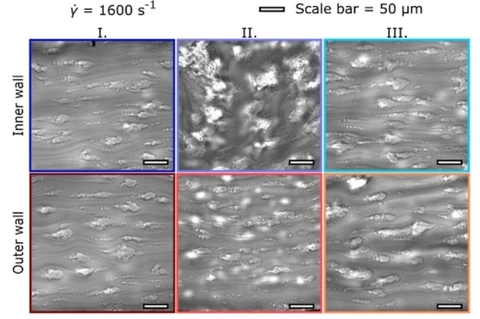 γ̇ = 1600 s⁻¹
Scale bar = 50 μm
I. II. III.
Inner wall
Outer wall